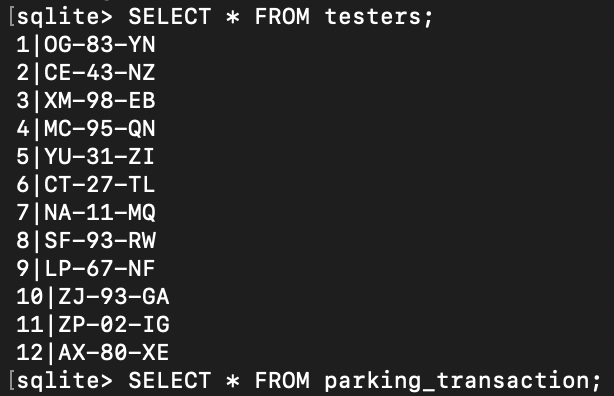 [sqlite> SELECT * FROM testers;
1|OG-83-YN
2|CE-43-NZ
3|XM-98-EB
4|MC-95-QN
5|YU-31-ZI
6|CT-27-TL
7|NA-11-MQ
8|SF-93-RW
9|LP-67-NF
10|ZJ-93-GA
11|ZP-02-IG
12|AX-80-XE
[sqlite> SELECT * FROM parking_transaction;